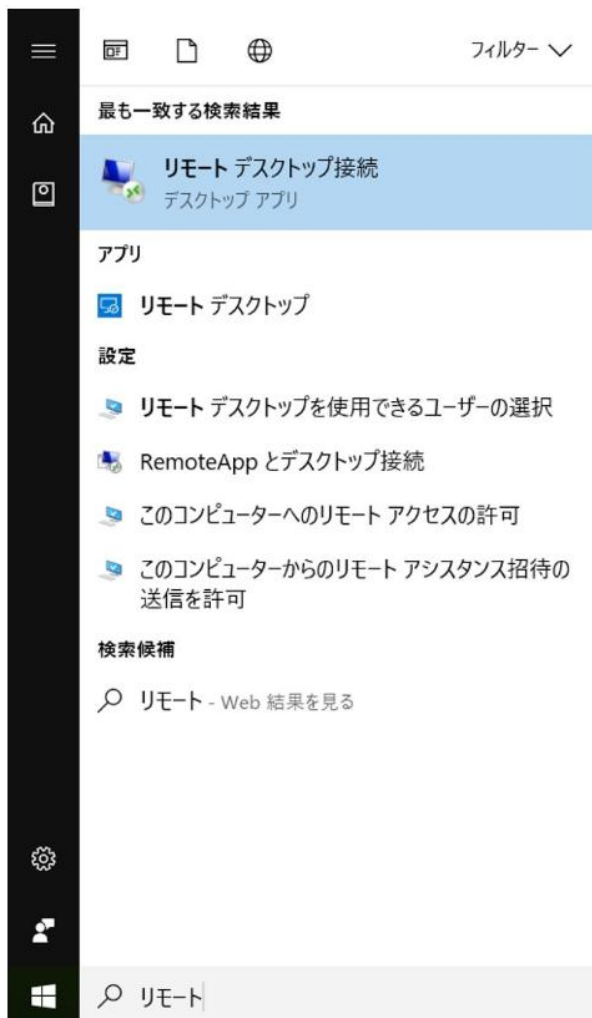 フィルター
最も一致する検索結果
リモート デスクトップ接続
デスクトップ アプリ
アプリ
リモート デスクトップ
設定
リモート デスクトップを使用できるユーザーの選択
RemoteApp とデスクトップ接続
このコンピューターへのリモート アクセスの許可
このコンピューターからのリモート アシスタンス招待の
送信を許可
検索候補
リモート - Web 結果を見る
リモート